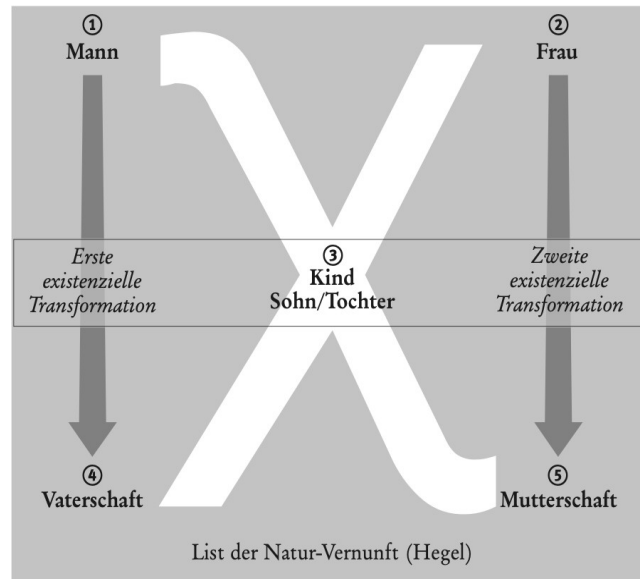 ① ②
Mann Frau
Erste ③ Zweite
existenzielle Kind existenzielle
Transformation Sohn/Tochter Transformation
④ ⑤
Vaterschaft Mutterschaft
List der Natur-Vernunft (Hegel)